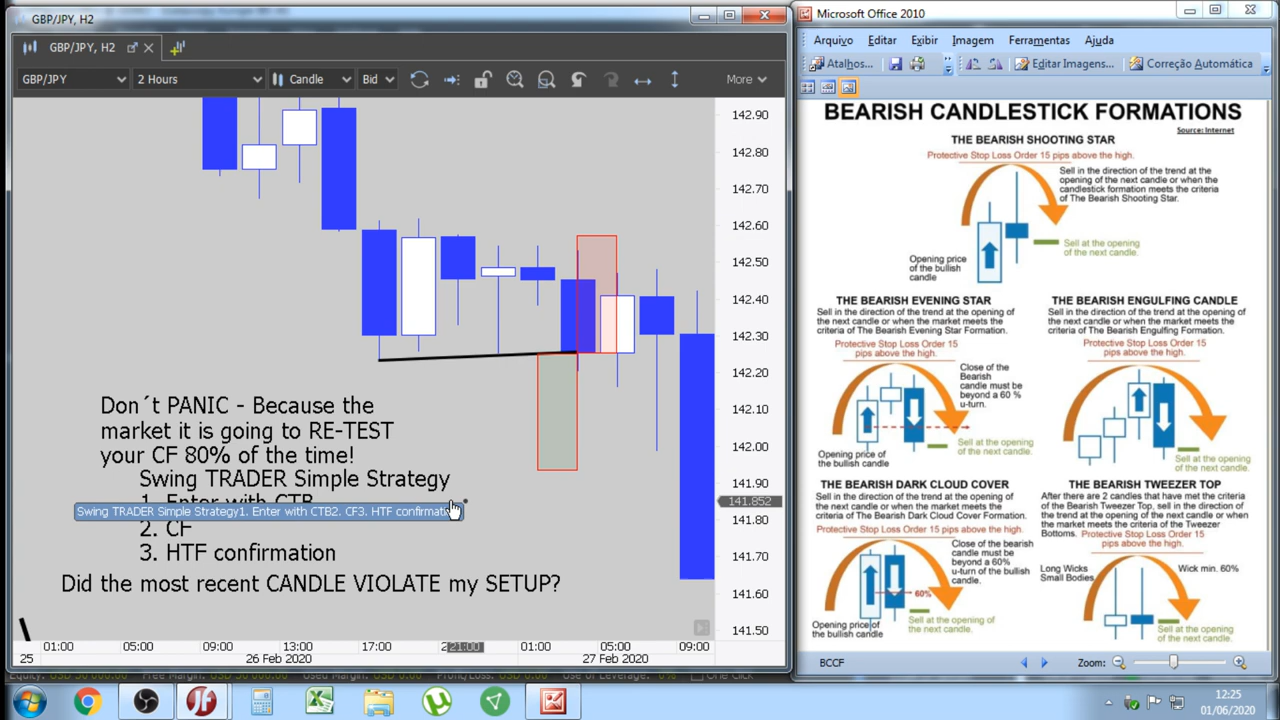 GBP/JPY, H2
GBP/JPY, H2
GBP/JPY
2 Hours
Candle
Bid
More
142.90
142.80
142.70
142.60
142.50
142.40
142.30
142.20
142.10
142.00
141.90
141.852
141.80
141.70
141.60
141.50
Don´t PANIC - Because the
market it is going to RE-TEST
your CF 80% of the time!
Swing TRADER Simple Strategy
1. Enter with CTB
Swing TRADER Simple Strategy1. Enter with CTB2. CF3. HTF confirmati
2. CF
3. HTF confirmation
Did the most recent CANDLE VIOLATE my SETUP?
01:00 05:00 09:00 13:00 17:00 21:00 01:00 05:00 09:00
25 26 Feb 2020 27 Feb 2020
Equity: Free Margin: Used Margin: 0.00 Profit/Loss: Use of Leverage: One Click
Microsoft Office 2010
Arquivo Editar Exibir Imagem Ferramentas Ajuda
Atalhos... Editar Imagens... Correção Automática
BEARISH CANDLESTICK FORMATIONS
Source: Internet
THE BEARISH SHOOTING STAR
Protective Stop Loss Order 15 pips above the high.
Sell in the direction of the trend at the
opening of the next candle or when the
candlestick formation meets the criteria
of The Bearish Shooting Star.
Sell at the opening
of the next candle.
Opening price
of the bullish
candle
THE BEARISH EVENING STAR
Sell in the direction of the trend at the opening of
the next candle or when the market meets the
criteria of The Bearish Evening Star Formation.
Protective Stop Loss Order 15
pips above the high.
Close of the
Bearish
candle must be
beyond a 60 %
u-turn.
Sell at the opening
of the next candle.
Opening price of
the bullish candle
THE BEARISH ENGULFING CANDLE
Sell in the direction of the trend at the opening of
the next candle or when the market meets the
criteria of The Bearish Engulfing Formation.
Protective Stop Loss Order 15
pips above the high.
Sell at the opening
of the next candle.
THE BEARISH DARK CLOUD COVER
Sell in the direction of the trend at the opening of
the next candle or when the market meets the
criteria of The Bearish Dark Cloud Cover Formation.
Protective Stop Loss Order 15 pips above the high.
Close of the bearish
candle must be
beyond a 60%
u-turn of the bullish
candle.
60%
Sell at the opening
of the next candle.
Opening price of
the bullish candle
THE BEARISH TWEEZER TOP
After there are 2 candles that have met the criteria
of the Bearish Tweezer Top, sell in the direction of
the trend at the opening of the next candle or when
the market meets the criteria of the Tweezer
Bottoms. Protective Stop Loss Order 15
pips above the high.
Long Wicks
Small Bodies
Wick min. 60%
Sell at the opening
of the next candle.
BCCF
Zoom:
12:25
01/06/2020